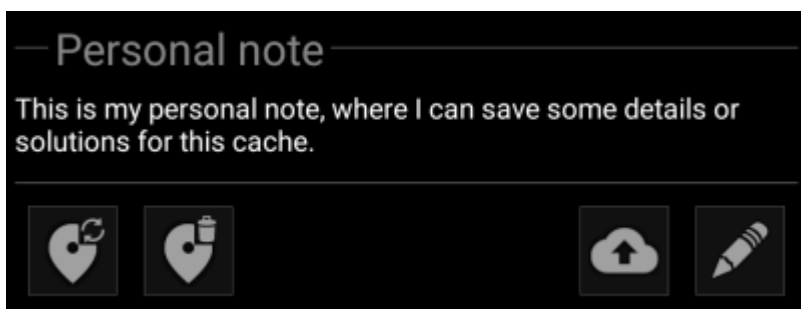 Personal note
This is my personal note, where I can save some details or
solutions for this cache.